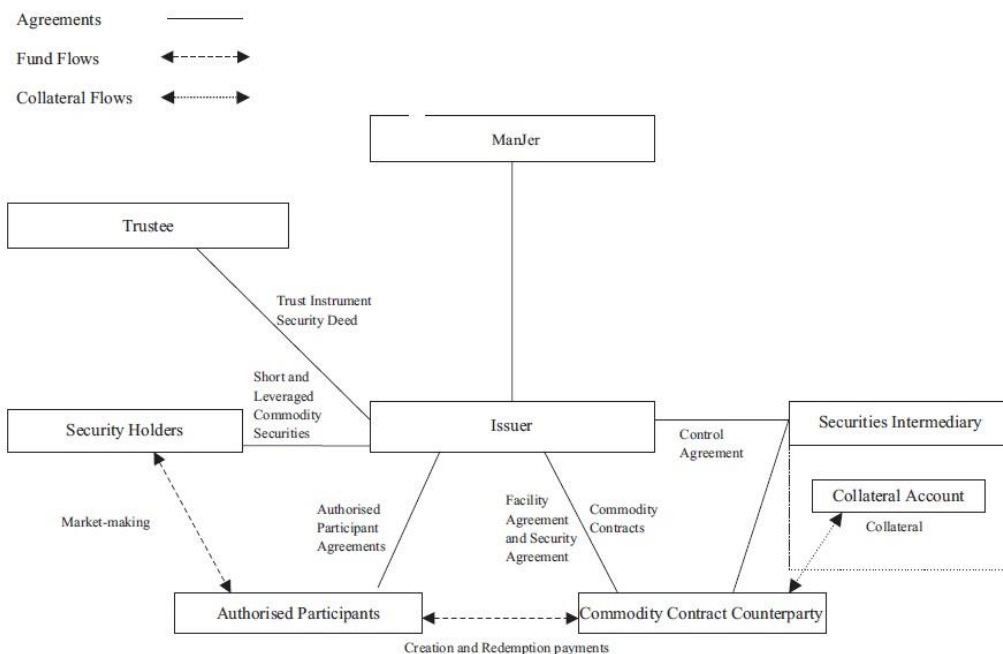 Agreements
Fund Flows
Collateral Flows
ManJer
Trustee
Trust Instrument
Security Deed
Short and
Leveraged
Commodity
Securities
Security Holders
Issuer
Securities Intermediary
Control
Agreement
Collateral Account
Collateral
Market-making
Authorised
Participant
Agreements
Facility
Agreement
and Security
Agreement
Commodity
Contracts
Authorised Participants
Commodity Contract Counterparty
Creation and Redemption payments